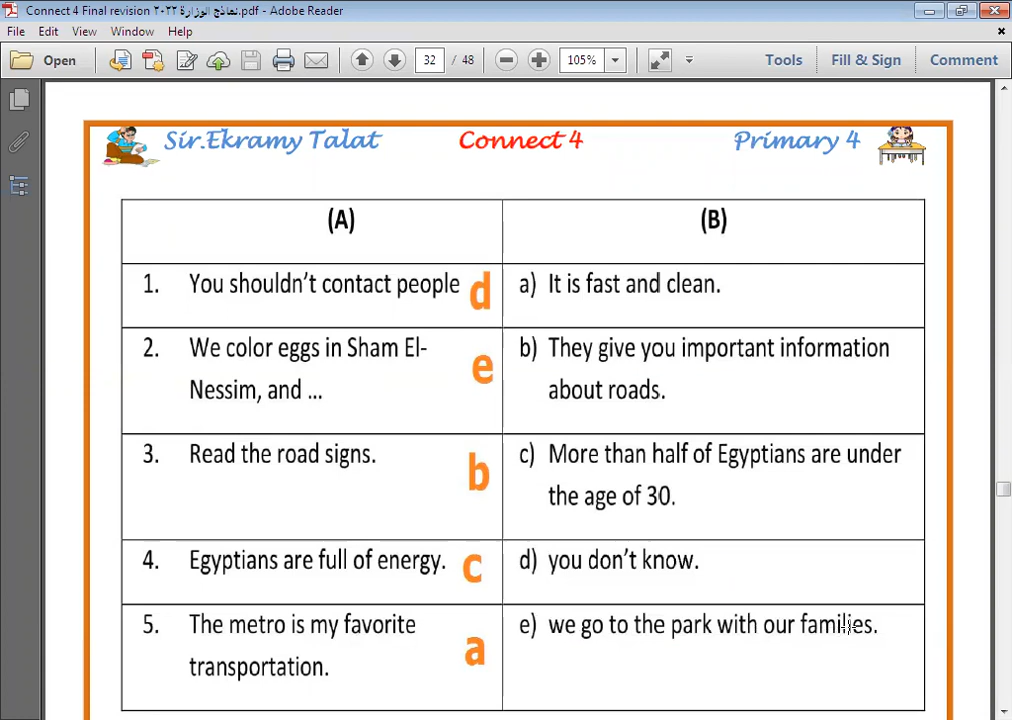 Connect 4 Final revision نماذج الوزارة ٢٠٢٢.pdf - Adobe Reader
File Edit View Window Help
Open 32 / 48 105% Tools Fill & Sign Comment
Sir.Ekramy Talat Connect 4 Primary 4
(A) (B)
1. You shouldn't contact people d a) It is fast and clean.
2. We color eggs in Sham El- e b) They give you important information
Nessim, and ... about roads.
3. Read the road signs. b c) More than half of Egyptians are under
the age of 30.
4. Egyptians are full of energy. c d) you don't know.
5. The metro is my favorite a e) we go to the park with our families.
transportation.